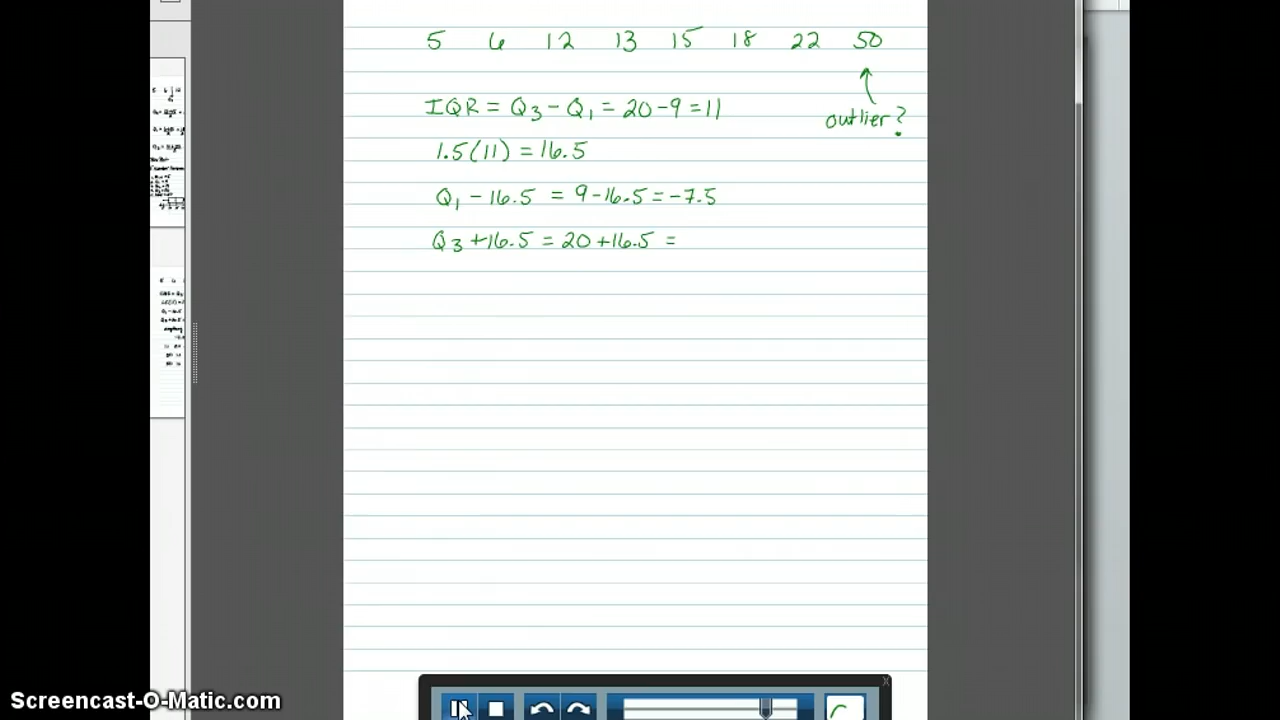 5 6 12 13 15 18 22 50
IQR = Q3 - Q1 = 20 - 9 = 11
outlier?
1.5(11) = 16.5
Q1 - 16.5 = 9 - 16.5 = -7.5
Q3 + 16.5 = 20 + 16.5 =
Screencast-O-Matic.com